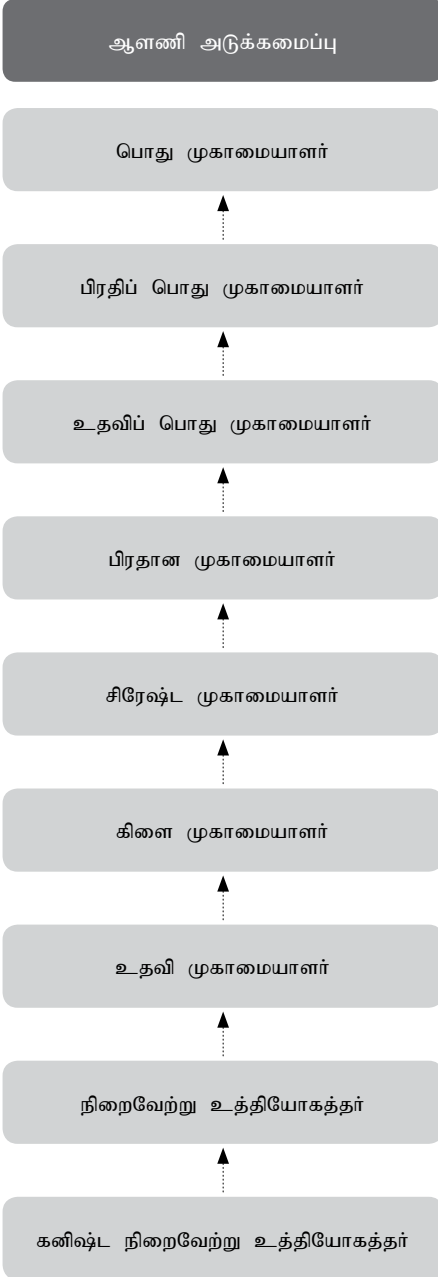 ஆளணி அடுக்கமைப்பு
பொது முகாமையாளர்
பிரதிப் பொது முகாமையாளர்
உதவிப் பொது முகாமையாளர்
பிரதான முகாமையாளர்
சிரேஷ்ட முகாமையாளர்
கிளை முகாமையாளர்
உதவி முகாமையாளர்
நிறைவேற்று உத்தியோகத்தர்
கனிஷ்ட நிறைவேற்று உத்தியோகத்தர்